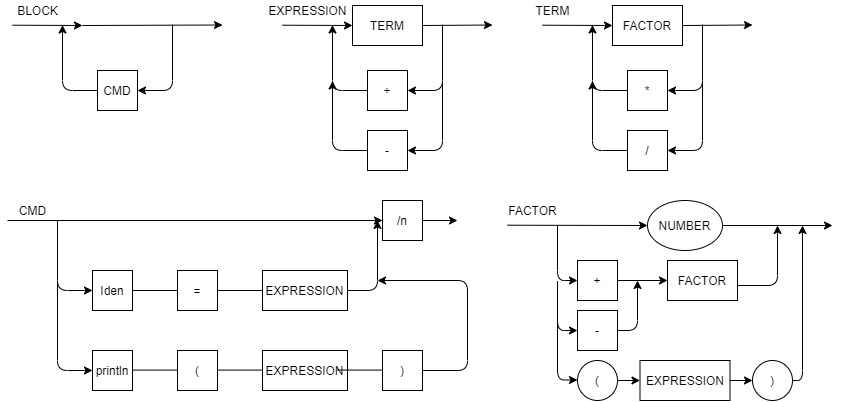 BLOCK
CMD
EXPRESSION
TERM
+
-
TERM
FACTOR
*
/
CMD
/n
Iden
=
EXPRESSION
println
(
EXPRESSION
)
FACTOR
NUMBER
+
FACTOR
-
(
EXPRESSION
)